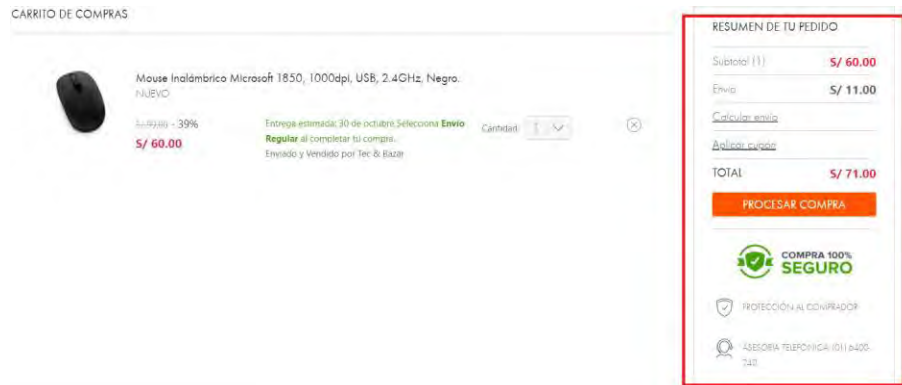 CARRITO DE COMPRAS
Mouse Inalámbrico Microsoft 1850, 1000dpi, USB, 2.4GHz, Negro.
NUEVO
- 39%
S/ 60.00
Entrega estimada: 30 de octubre Selecciona Envío
Regular al completar tu compra.
Enviado y Vendido por Tec & Bazar
Cantidad: 1
RESUMEN DE TU PEDIDO
Subtotal (1) S/ 60.00
Envío S/ 11.00
Calcular envío
Aplicar cupón
TOTAL S/ 71.00
PROCESAR COMPRA
COMPRA 100%
SEGURO
PROTECCIÓN AL COMPRADOR
ASESORÍA TELEFÓNICA: (01) 6400-
740